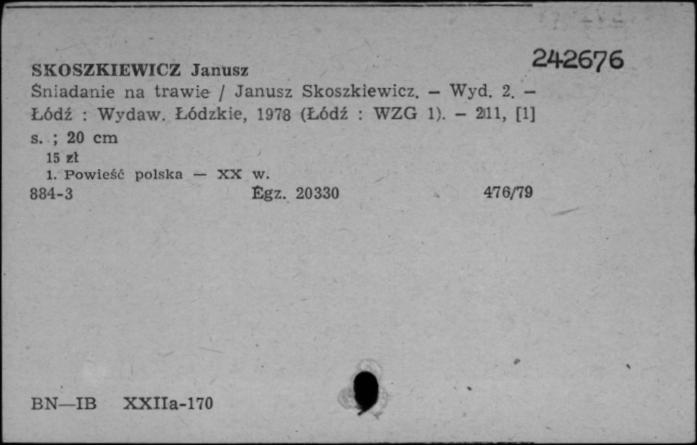 242676
SKOSZKIEWICZ Janusz
Śniadanie na trawie / Janusz Skoszkiewicz. — Wyd. 2. —
Łódź : Wydaw. Łódzkie, 1978 (Łódź : WZG 1). — 211, [1]
s. ; 20 cm
15 zł
1. Powieść polska — XX w.
884-3 Egz. 20330 476/79
BN—IB XXIIa-170